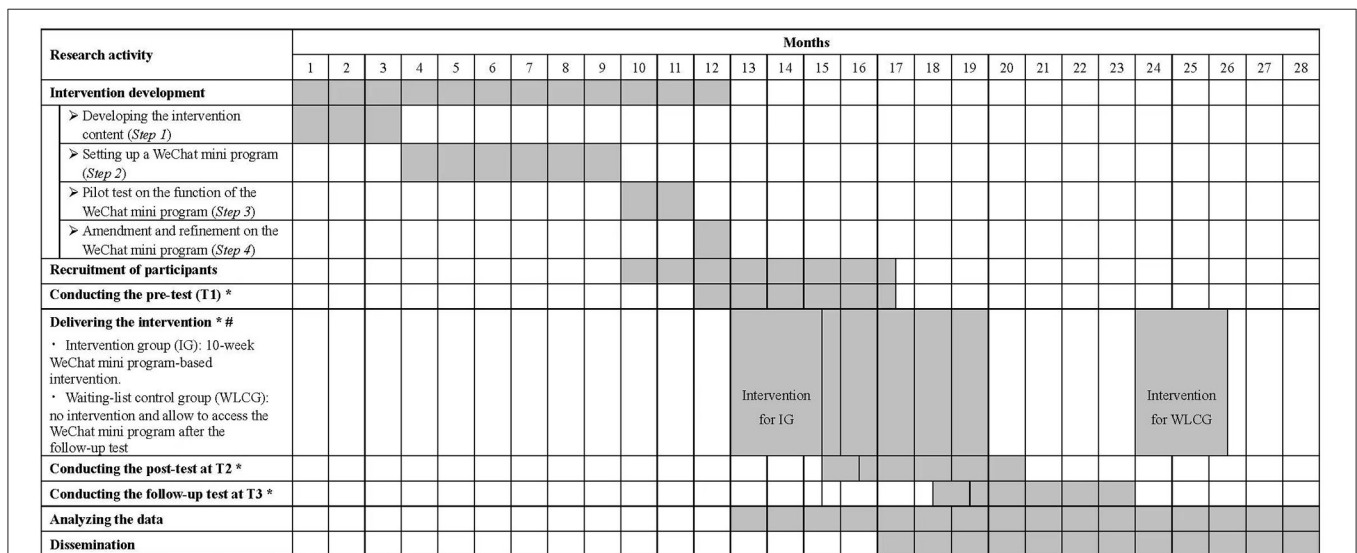 Research activity
Months
1 2 3 4 5 6 7 8 9 10 11 12 13 14 15 16 17 18 19 20 21 22 23 24 25 26 27 28
Intervention development
➢ Developing the intervention
content (Step 1)
➢ Setting up a WeChat mini program
(Step 2)
➢ Pilot test on the function of the
WeChat mini program (Step 3)
➢ Amendment and refinement on the
WeChat mini program (Step 4)
Recruitment of participants
Conducting the pre-test (T1) *
Delivering the intervention * #
· Intervention group (IG): 10-week
WeChat mini program-based
intervention.
· Waiting-list control group (WLCG):
no intervention and allow to access the
WeChat mini program after the
follow-up test
Intervention
for IG
Intervention
for WLCG
Conducting the post-test at T2 *
Conducting the follow-up test at T3 *
Analyzing the data
Dissemination